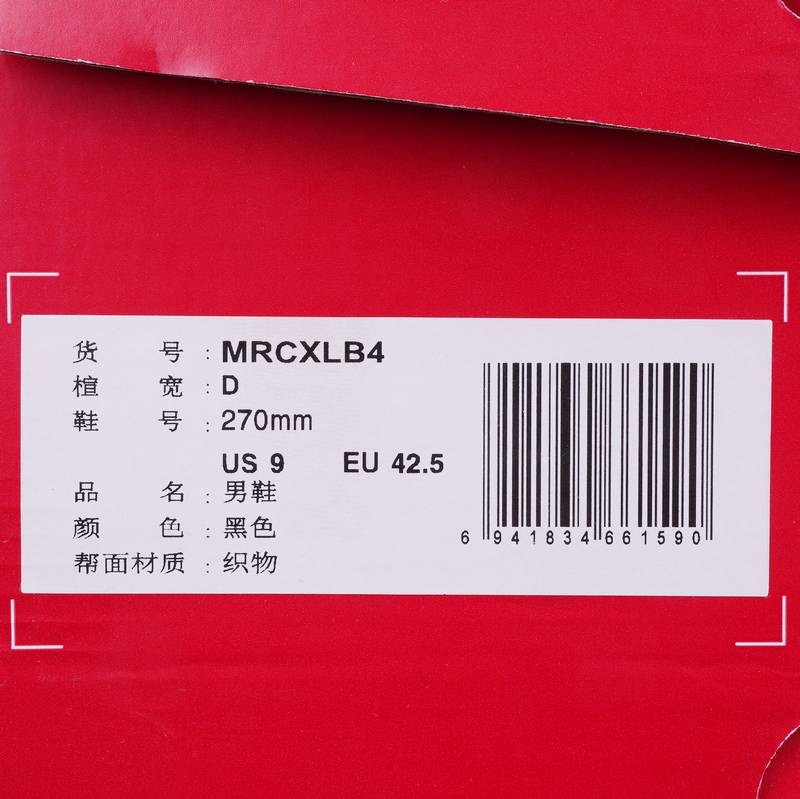 货 号 : MRCXLB4
楦 宽 : D
鞋 号 : 270mm
US 9 EU 42.5
品 名 : 男鞋
颜 色 : 黑色
帮面材质 : 织物
6 941834 661590